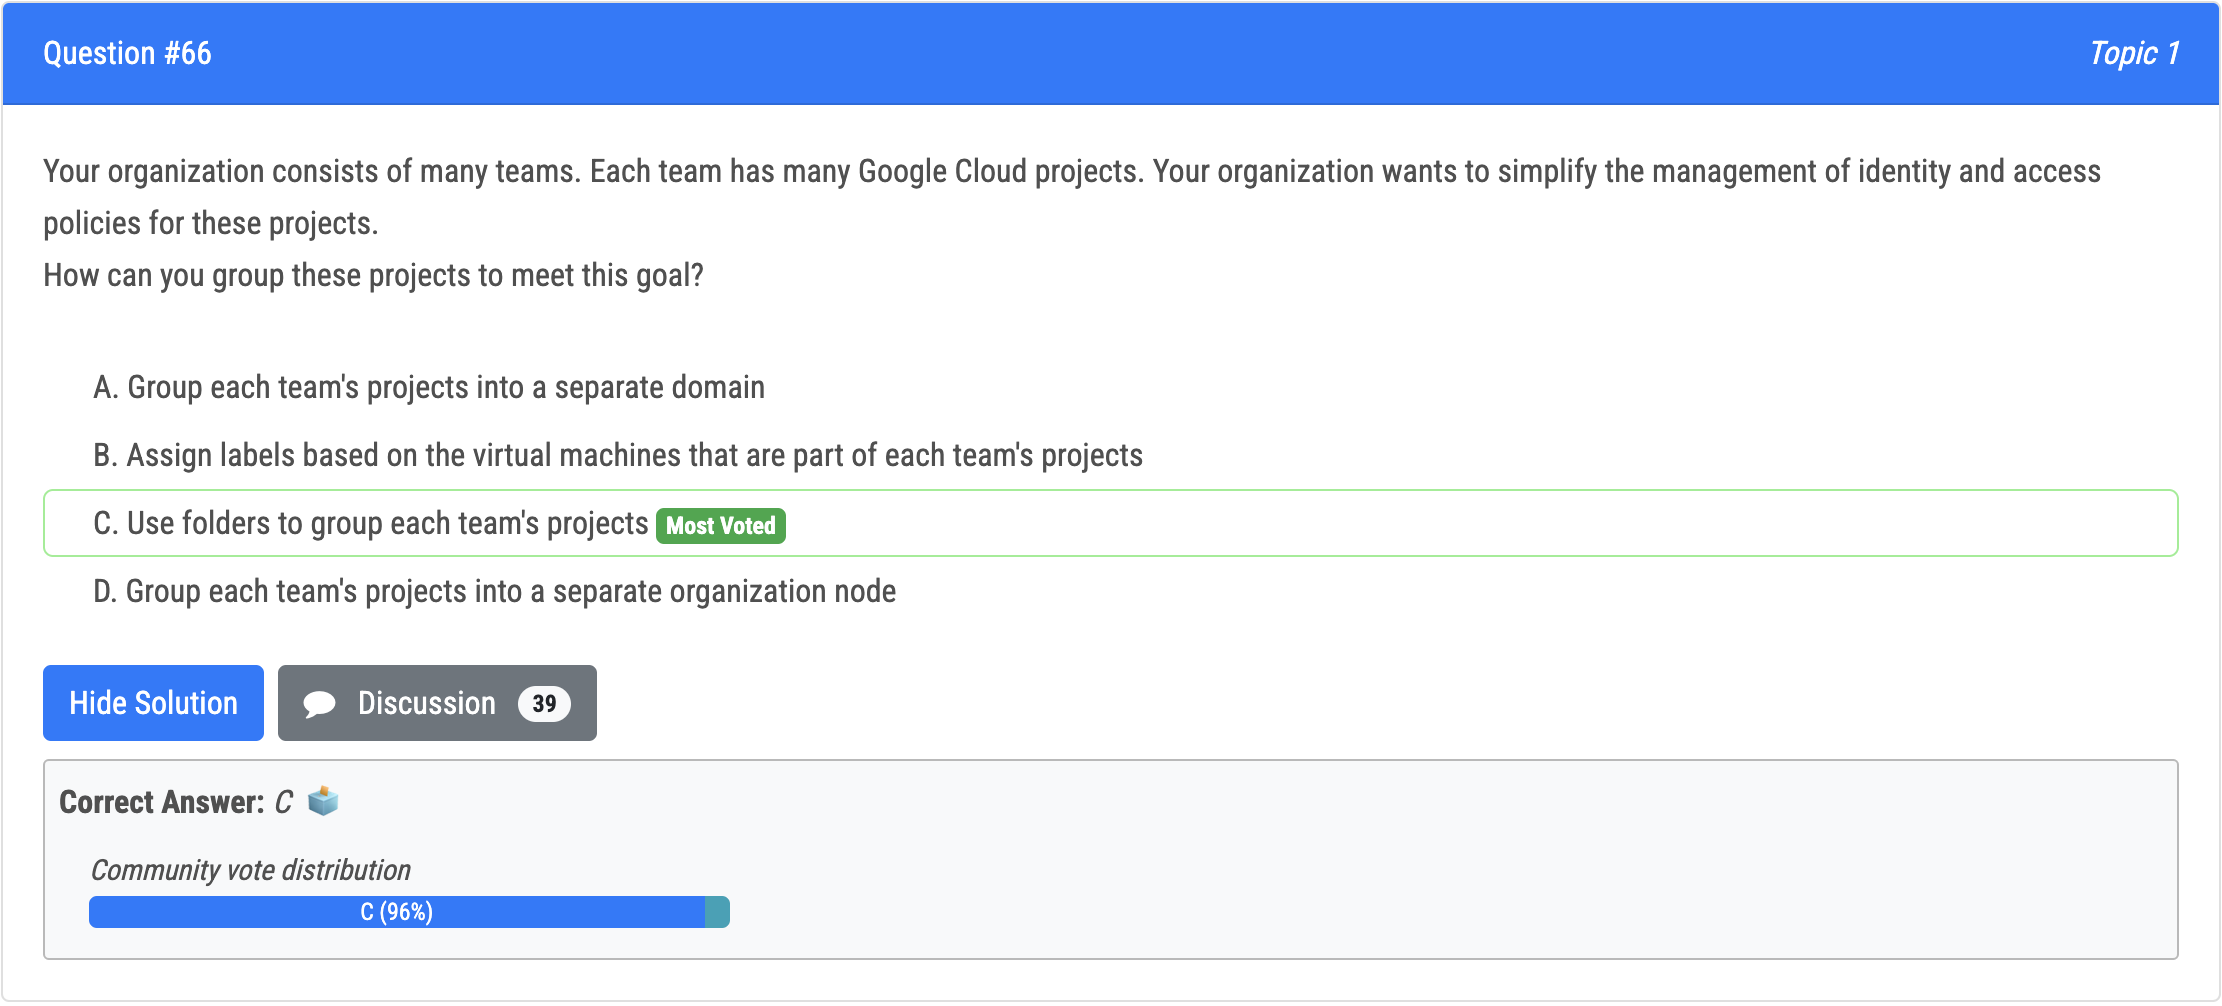 Question #66
Topic 1
Your organization consists of many teams. Each team has many Google Cloud projects. Your organization wants to simplify the management of identity and access
policies for these projects.
How can you group these projects to meet this goal?
A. Group each team's projects into a separate domain
B. Assign labels based on the virtual machines that are part of each team's projects
C. Use folders to group each team's projects Most Voted
D. Group each team's projects into a separate organization node
Hide Solution
Discussion 39
Correct Answer: C
Community vote distribution
C (96%)